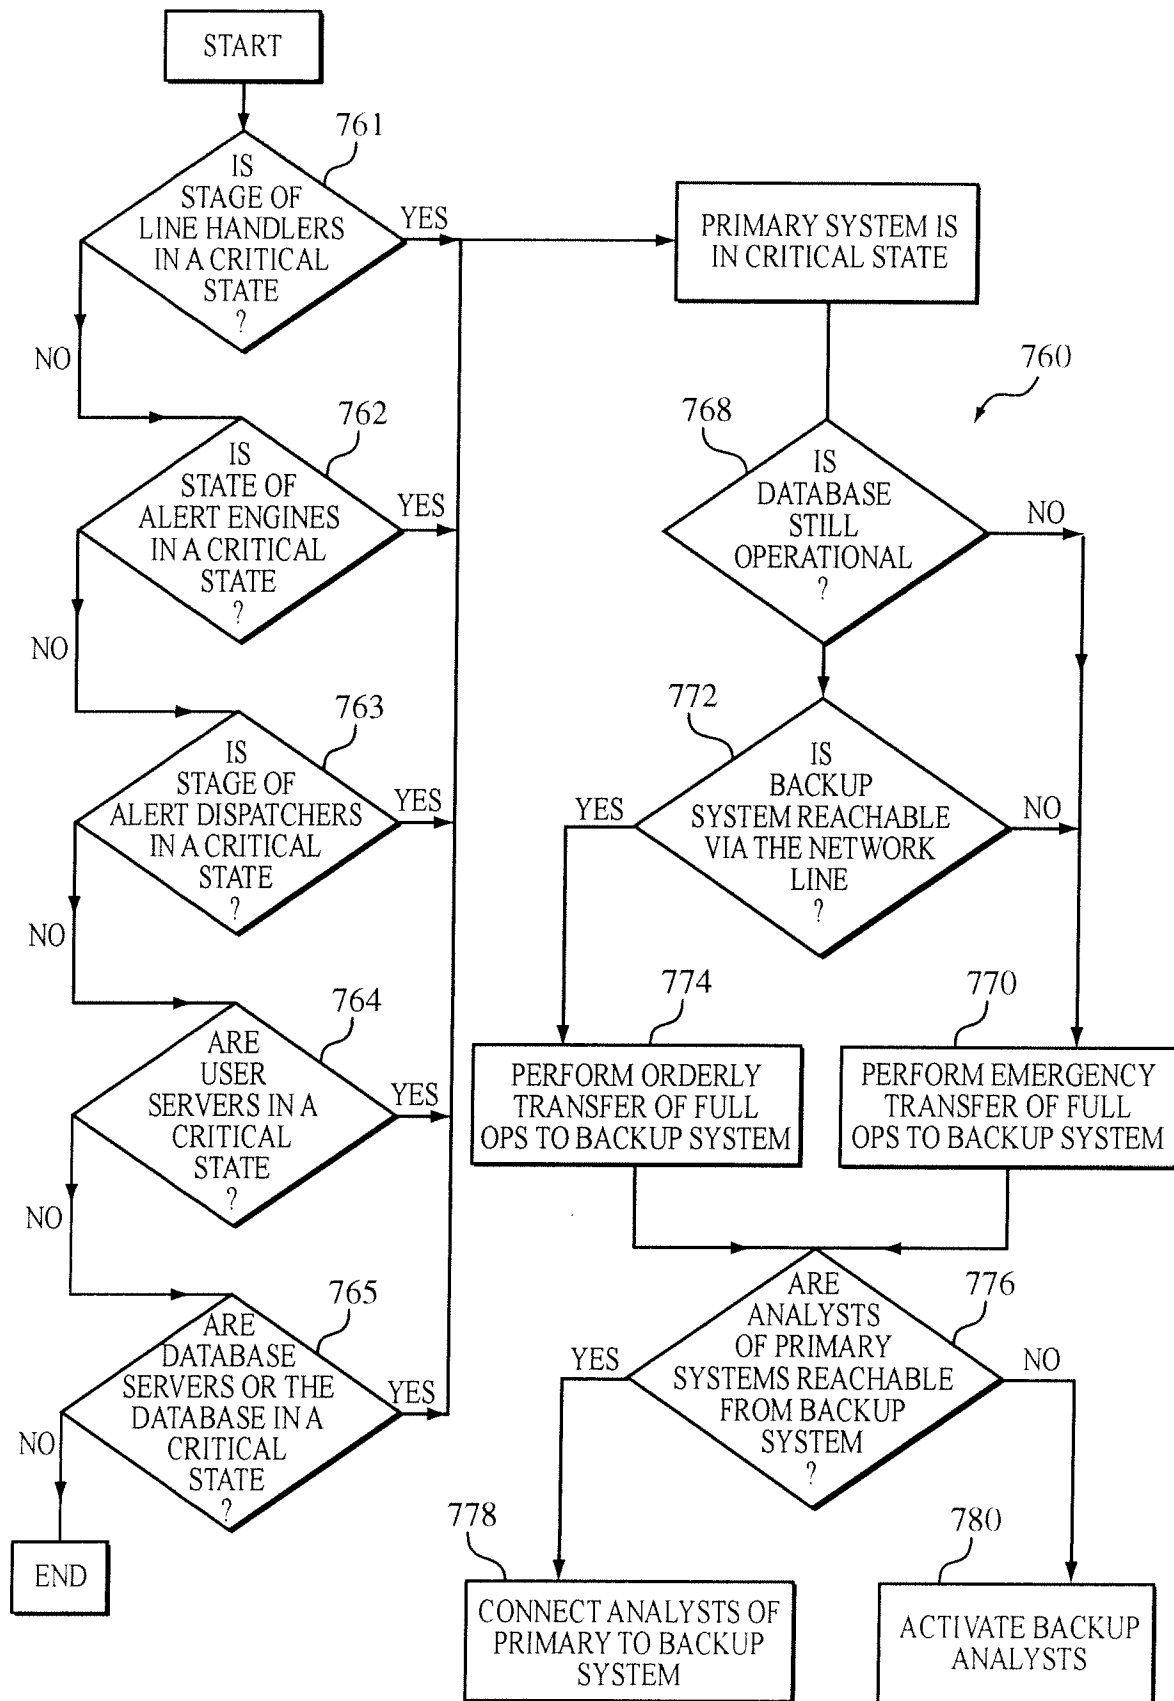 START
761
IS
STAGE OF
LINE HANDLERS
IN A CRITICAL
STATE
?
YES
NO
762
IS
STATE OF
ALERT ENGINES
IN A CRITICAL
STATE
?
YES
NO
763
IS
STAGE OF
ALERT DISPATCHERS
IN A CRITICAL
STATE
?
YES
NO
764
ARE
USER
SERVERS IN A
CRITICAL
STATE
?
YES
NO
765
ARE
DATABASE
SERVERS OR THE
DATABASE IN A
CRITICAL
STATE
?
YES
NO
END
PRIMARY SYSTEM IS
IN CRITICAL STATE
760
768
IS
DATABASE
STILL
OPERATIONAL
?
NO
772
IS
BACKUP
SYSTEM REACHABLE
VIA THE NETWORK
LINE
?
YES
NO
774
PERFORM ORDERLY
TRANSFER OF FULL
OPS TO BACKUP SYSTEM
770
PERFORM EMERGENCY
TRANSFER OF FULL
OPS TO BACKUP SYSTEM
776
ARE
ANALYSTS
OF PRIMARY
SYSTEMS REACHABLE
FROM BACKUP
SYSTEM
?
YES
NO
778
CONNECT ANALYSTS OF
PRIMARY TO BACKUP
SYSTEM
780
ACTIVATE BACKUP
ANALYSTS